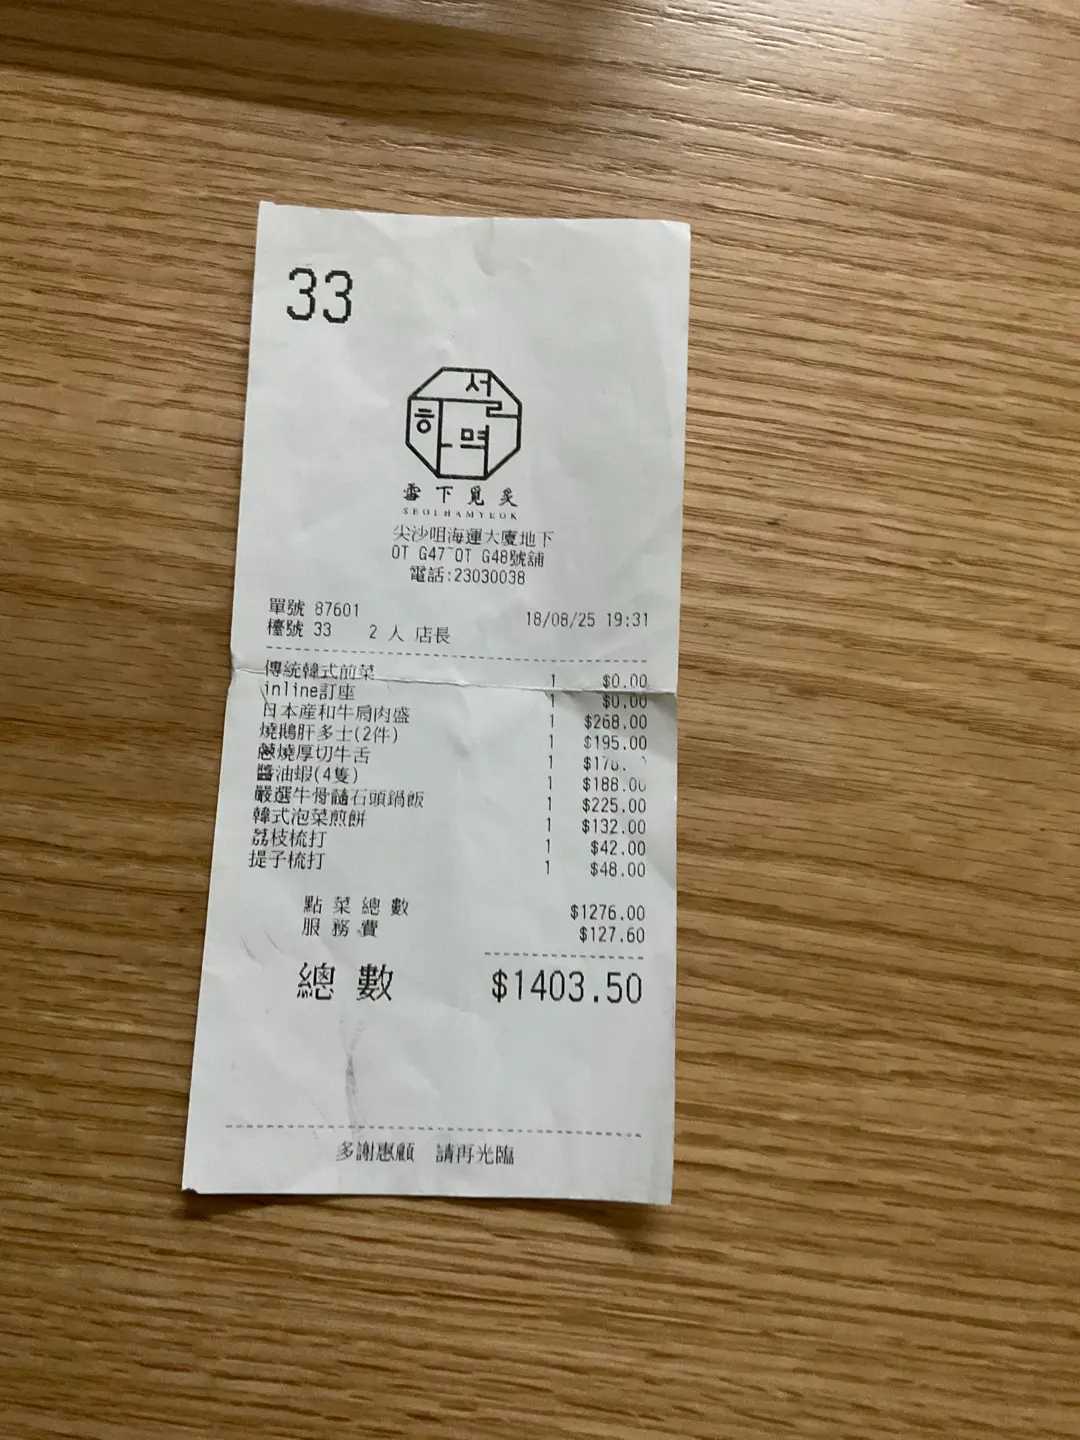 33
설
하
멱
雪下覓炙
SEOLHAMYEOK
尖沙咀海運大廈地下
OT G47~OT G48號舖
電話:23030038
單號 87601 18/08/25 19:31
檯號 33 2 人 店長
傳統韓式前菜 1 $0.00
inline訂座 1 $0.00
日本産和牛肩肉盛 1 $268.00
燒鵝肝多士(2件) 1 $195.00
蔥燒厚切牛舌 1
醬油蝦(4隻) 1 $188.00
嚴選牛骨髓石頭鍋飯 1 $225.00
韓式泡菜煎餅 1 $132.00
荔枝梳打 1 $42.00
提子梳打 1 $48.00
點菜總數 $1276.00
服務費 $127.60
總數 $1403.50
多謝惠顧 請再光臨